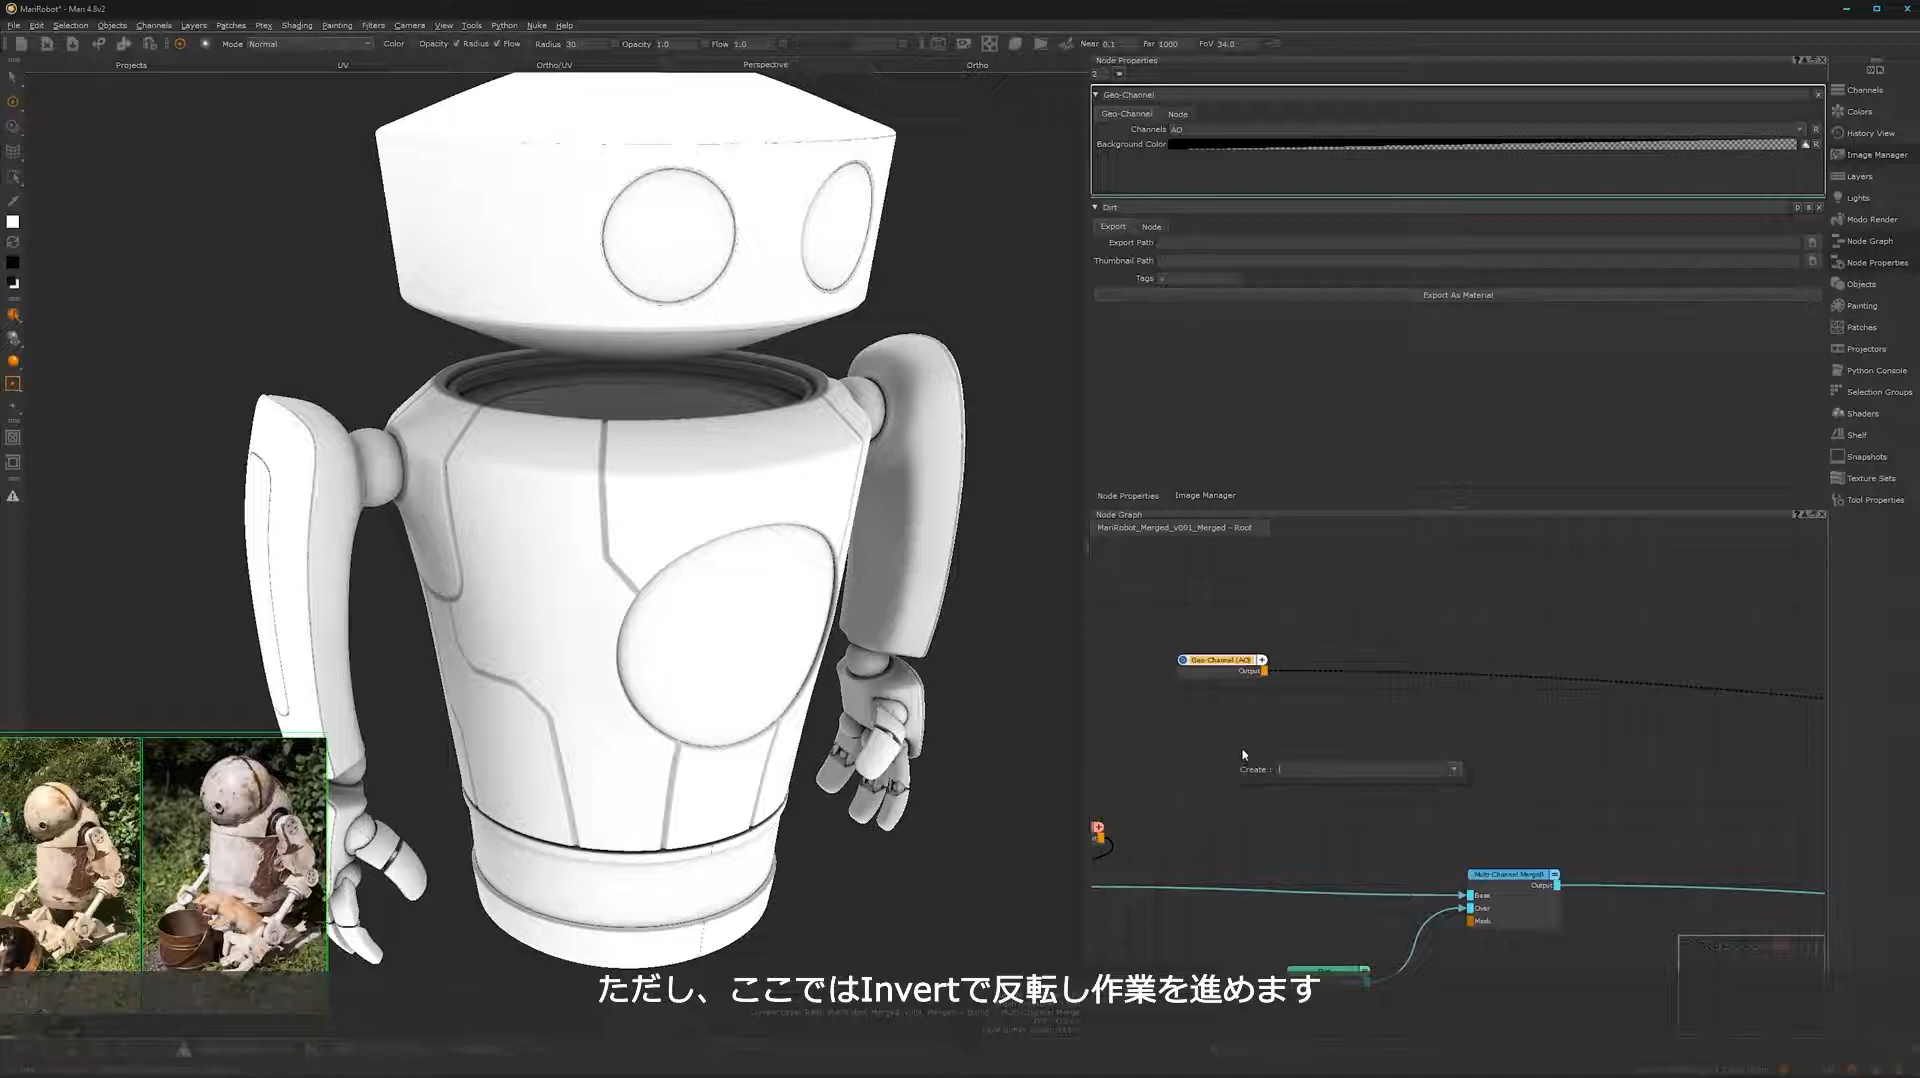 MariRobot* - Mari 4.8v2
File Edit Selection Objects Channels Layers Patches Ptex Shading Painting Filters Camera View Tools Python Nuke Help
Mode Normal Color Opacity Radius Flow Radius 30 Opacity 1.0 Flow 1.0 Near 0.1 Far 1000 FoV 34.0
Projects UV Ortho/UV Perspective Ortho
Node Properties
2
Geo-Channel
Geo-Channel Node
Channels AO R
Background Color R
Dirt
Export Node
Export Path
Thumbnail Path
Tags
Export As Material
Node Properties Image Manager
Node Graph
MariRobot_Merged_v001_Merged - Root
Geo-Channel (AO)
Output
Create :
Multi-Channel Merge
Output
Base
Over
Mask
Channels
Colors
History View
Image Manager
Layers
Lights
Modo Render
Node Graph
Node Properties
Objects
Painting
Patches
Projectors
Python Console
Selection Groups
Shaders
Shelf
Snapshots
Texture Sets
Tool Properties
ただし、ここではInvertで反転し作業を進めます